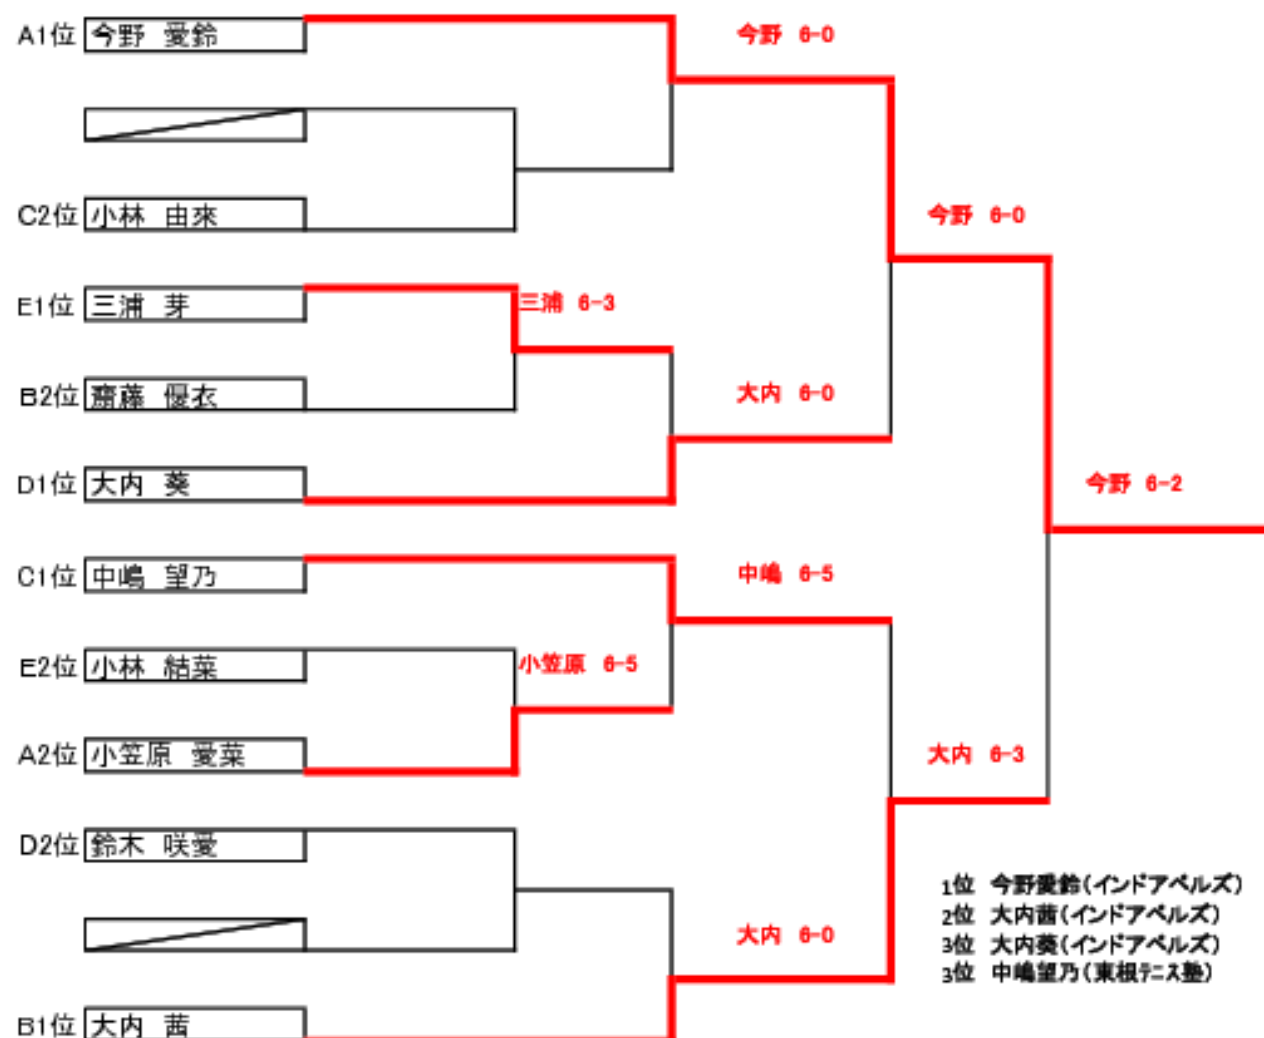 A1位 今野 愛鈴
今野 6-0
C2位 小林 由來
今野 6-0
E1位 三浦 芽
三浦 6-3
B2位 齋藤 優衣
大内 6-0
D1位 大内 葵
今野 6-2
C1位 中嶋 望乃
中嶋 6-5
E2位 小林 結菜
小笠原 6-5
A2位 小笠原 愛菜
大内 6-3
D2位 鈴木 咲愛
1位 今野愛鈴(インドアベルズ)
2位 大内茜(インドアベルズ)
大内 6-0
3位 大内葵(インドアベルズ)
3位 中嶋望乃(東根テニス塾)
B1位 大内 茜